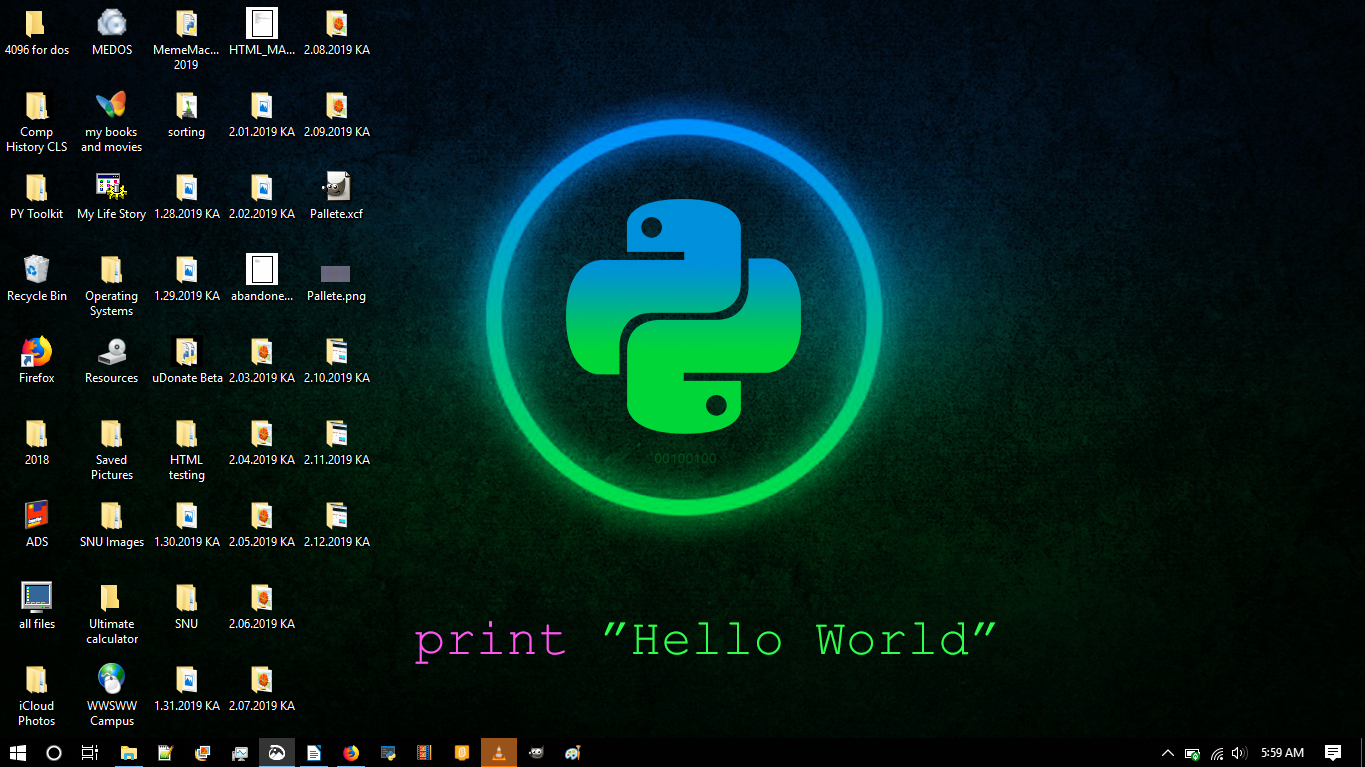 4096 for dos
MEDOS
MemeMac...
2019
HTML_MA...
2.08.2019 KA
Comp
History CLS
my books
and movies
sorting
2.01.2019 KA
2.09.2019 KA
PY Toolkit
My Life Story
1.28.2019 KA
2.02.2019 KA
Pallete.xcf
Recycle Bin
Operating
Systems
1.29.2019 KA
abandone...
Pallete.png
Firefox
Resources
uDonate Beta
2.03.2019 KA
2.10.2019 KA
2018
Saved
Pictures
HTML
testing
2.04.2019 KA
2.11.2019 KA
00100100
ADS
SNU Images
1.30.2019 KA
2.05.2019 KA
2.12.2019 KA
all files
Ultimate
calculator
SNU
2.06.2019 KA
print "Hello World"
iCloud
Photos
WWSWW
Campus
1.31.2019 KA
2.07.2019 KA
5:59 AM